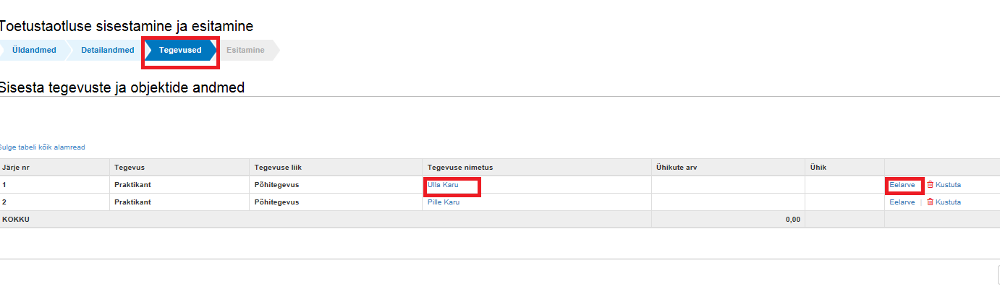 Toetustaotluse sisestamine ja esitamine
Üldandmed Detailandmed Tegevused Esitamine
Sisesta tegevuste ja objektide andmed
Sulge tabeli kõik alamread
Järje nr Tegevus Tegevuse liik Tegevuse nimetus Ühikute arv Ühik
1 Praktikant Põhitegevus Ulla Karu Eelarve Kustuta
2 Praktikant Põhitegevus Pille Karu Eelarve | Kustuta
KOKKU 0,00